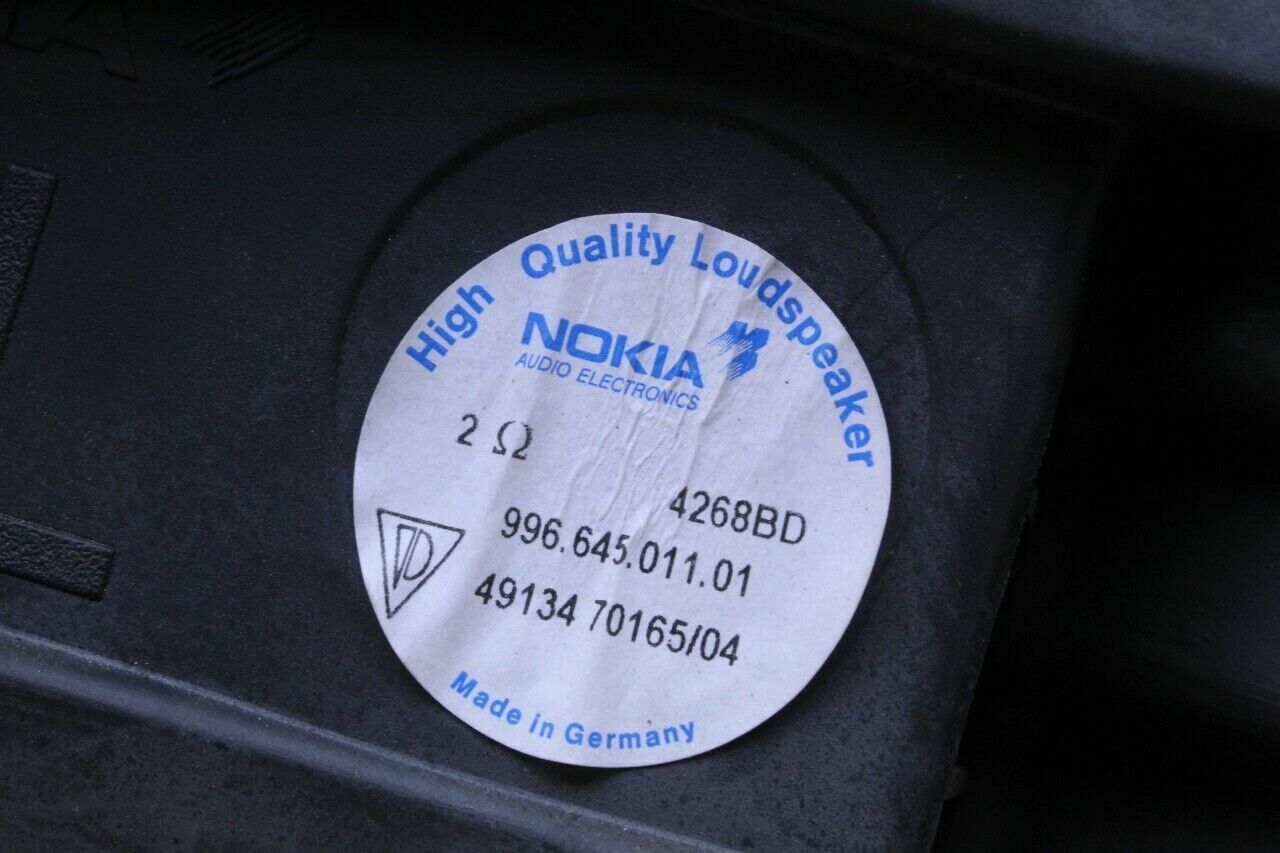 High Quality Loudspeaker
NOKIA
AUDIO ELECTRONICS
2 Ω
4268BD
996.645.011.01
49134 70165/04
Made in Germany